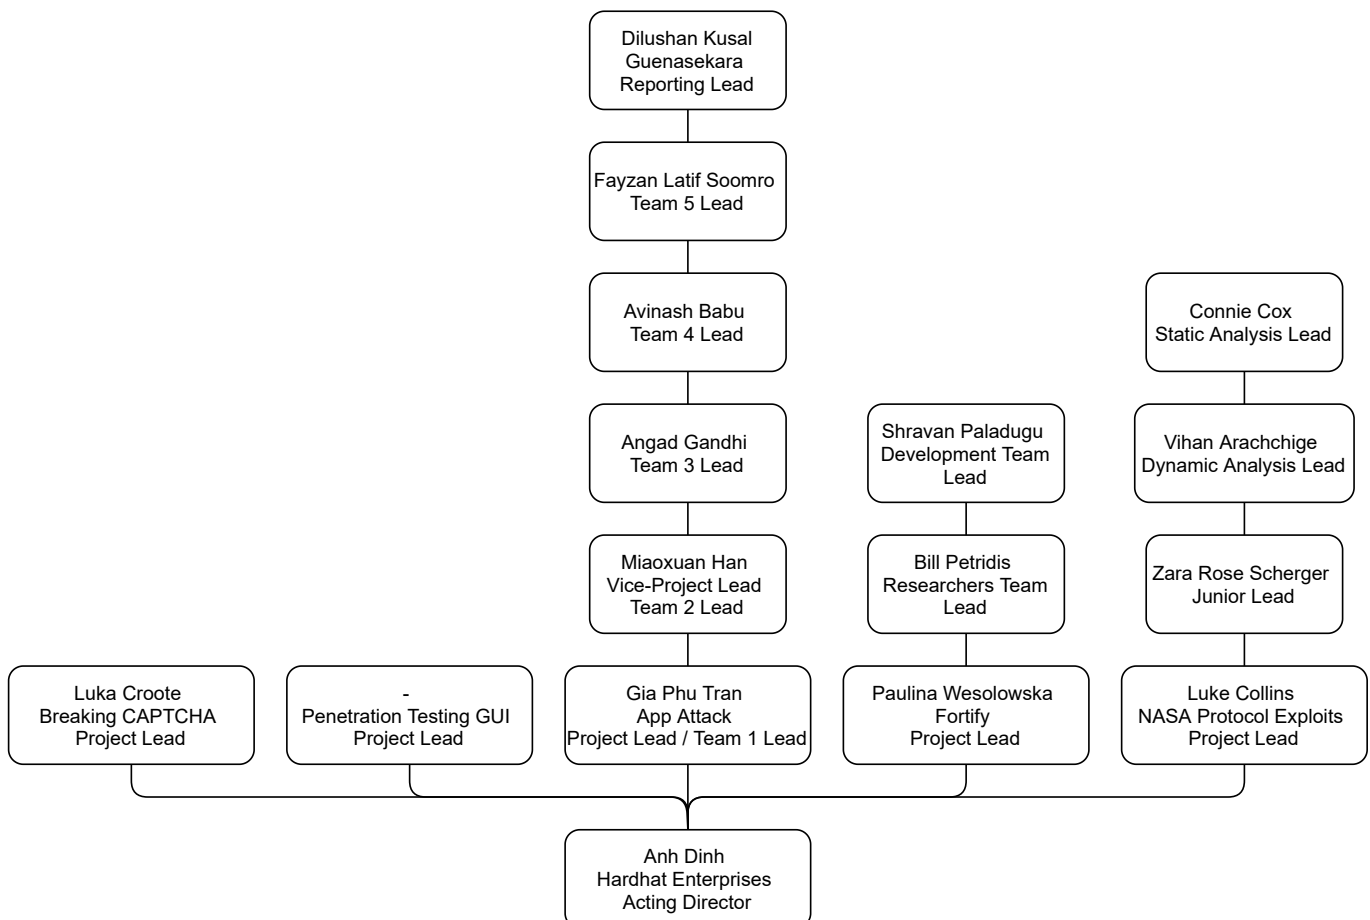 Dilushan Kusal
Guenasekara
Reporting Lead
Fayzan Latif Soomro
Team 5 Lead
Avinash Babu
Team 4 Lead
Connie Cox
Static Analysis Lead
Angad Gandhi
Team 3 Lead
Shravan Paladugu
Development Team
Lead
Vihan Arachchige
Dynamic Analysis Lead
Miaoxuan Han
Vice-Project Lead
Team 2 Lead
Bill Petridis
Researchers Team
Lead
Zara Rose Scherger
Junior Lead
Luka Croote
Breaking CAPTCHA
Project Lead
-
Penetration Testing GUI
Project Lead
Gia Phu Tran
App Attack
Project Lead / Team 1 Lead
Paulina Wesolowska
Fortify
Project Lead
Luke Collins
NASA Protocol Exploits
Project Lead
Anh Dinh
Hardhat Enterprises
Acting Director